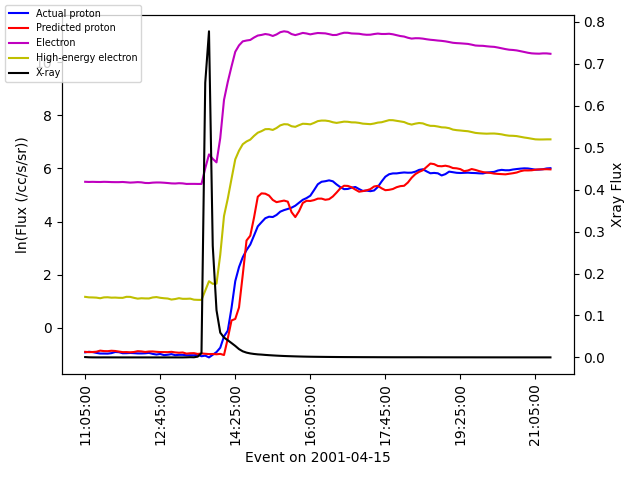 Actual proton
Predicted proton
Electron
High-energy electron
X-ray
10
8
6
4
2
0
ln(Flux (/cc/s/sr))
0.8
0.7
0.6
0.5
0.4
0.3
0.2
0.1
0.0
Xray Flux
11:05:00
12:45:00
14:25:00
16:05:00
17:45:00
19:25:00
21:05:00
Event on 2001-04-15